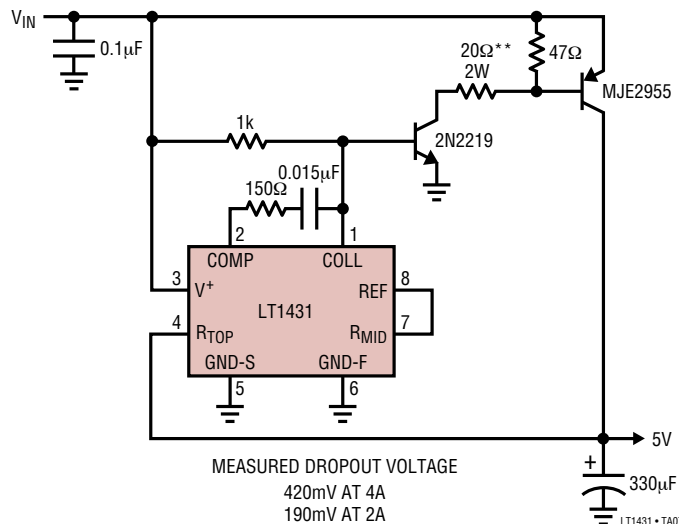 VIN
0.1µF
20Ω**
2W
47Ω
MJE2955
1k
2N2219
0.015µF
150Ω
2
1
COMP
COLL
3
V+
REF
8
LT1431
4
RTOP
RMID
7
GND-S
GND-F
5
6
5V
MEASURED DROPOUT VOLTAGE
420mV AT 4A
190mV AT 2A
+
330µF